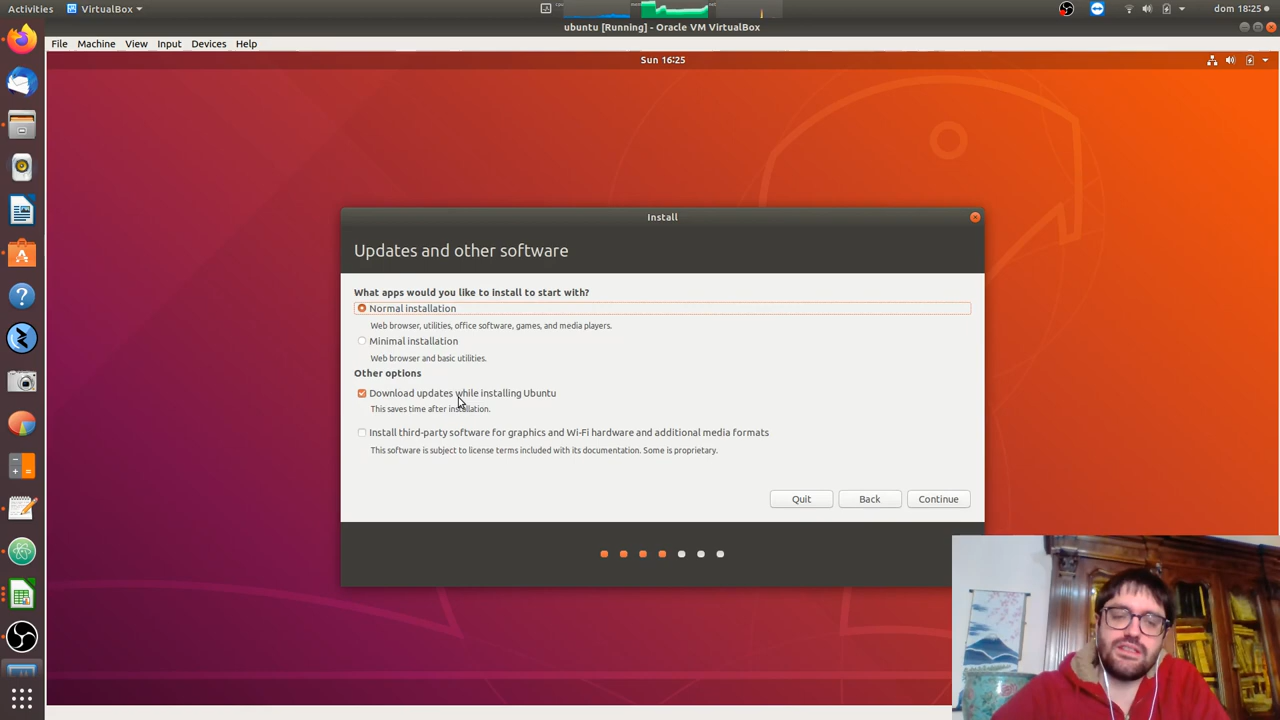 Activities
VirtualBox
cpu
mem
net
dom 18:25
ubuntu [Running] - Oracle VM VirtualBox
File Machine View Input Devices Help
Sun 16:25
Install
Updates and other software
What apps would you like to install to start with?
Normal installation
Web browser, utilities, office software, games, and media players.
Minimal installation
Web browser and basic utilities.
Other options
Download updates while installing Ubuntu
This saves time after installation.
Install third-party software for graphics and Wi-Fi hardware and additional media formats
This software is subject to license terms included with its documentation. Some is proprietary.
Quit Back Continue